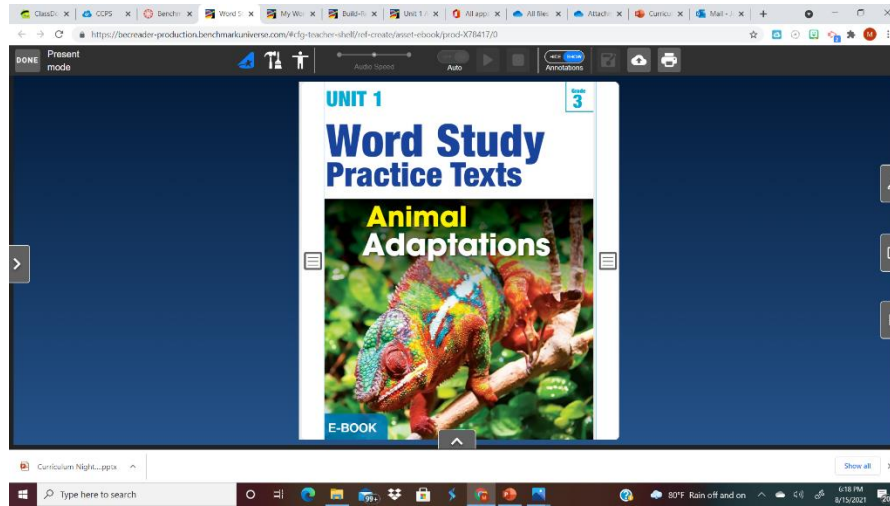 ClassD
CCPS
Benchm
Word S
My Wo
Build-R
Unit 1
All app
All files
Attach
Curricu
Mail - J
https://becreader-production.benchmarkuniverse.com/#cfg-teacher-shelf/ref-create/asset-ebook/prod-X78417/0
DONE
Present
mode
Audio Speed
Auto
HIDE SHOW
Annotations
UNIT 1
Grade
3
Word Study
Practice Texts
Animal
Adaptations
E-BOOK
Curriculum Night....pptx
Show all
Type here to search
99+
80°F Rain off and on
6:18 PM
8/15/2021